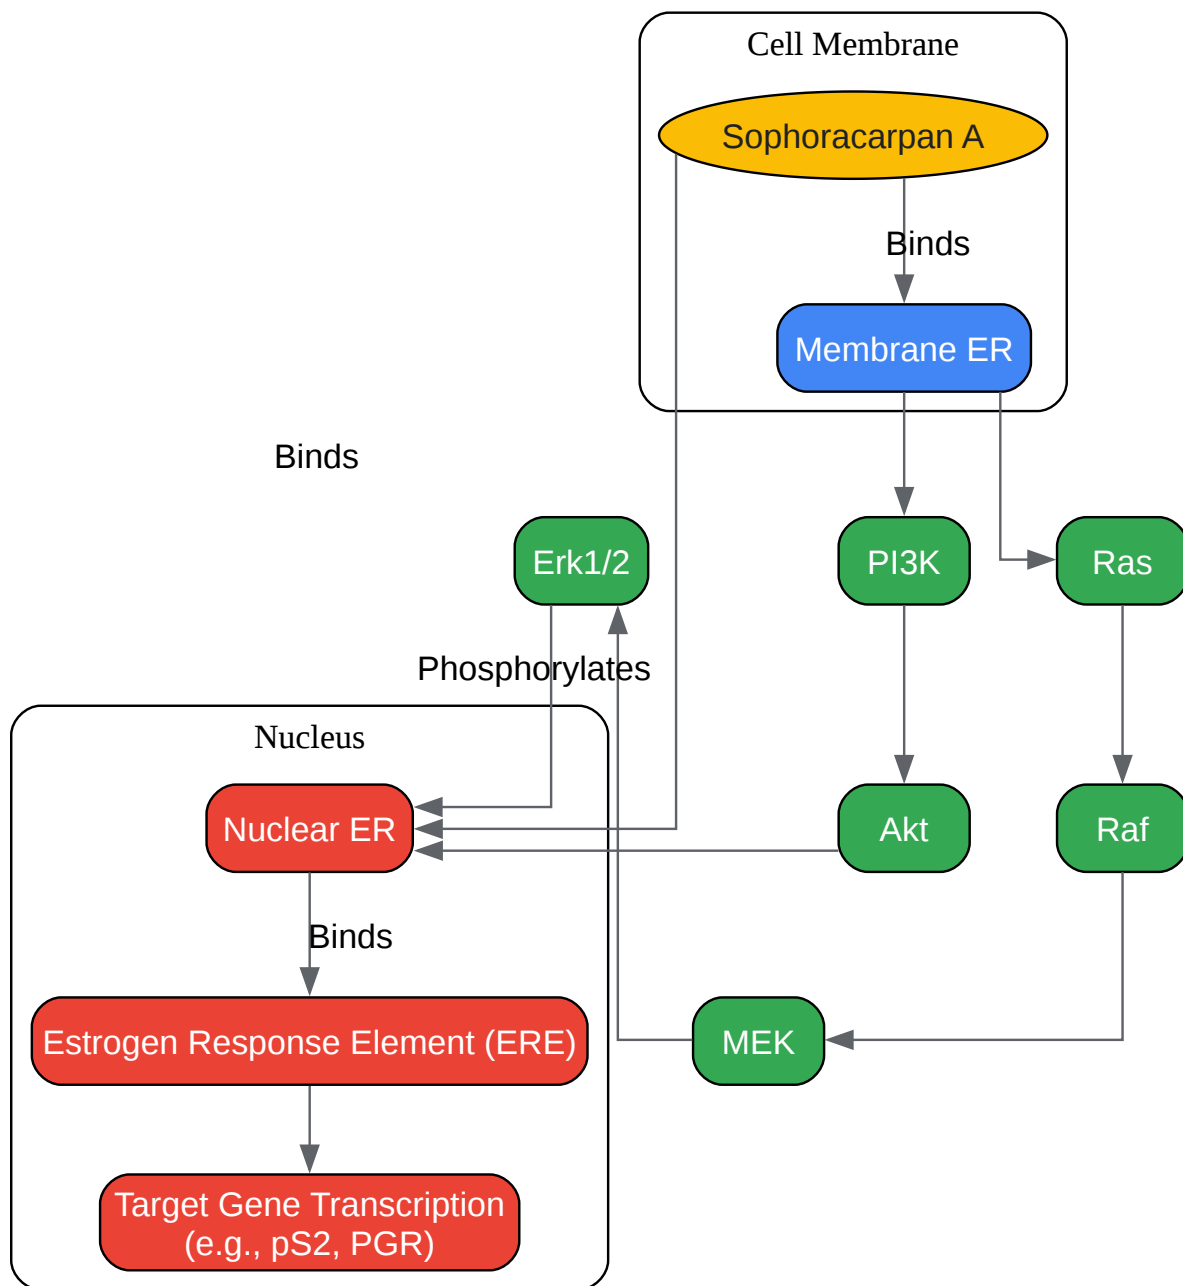 Cell Membrane
Sophoracarpan A
Binds
Membrane ER
Binds
Erk1/2
PI3K
Ras
Phosphorylates
Nucleus
Nuclear ER
Akt
Raf
Binds
Estrogen Response Element (ERE)
MEK
Target Gene Transcription
(e.g., pS2, PGR)